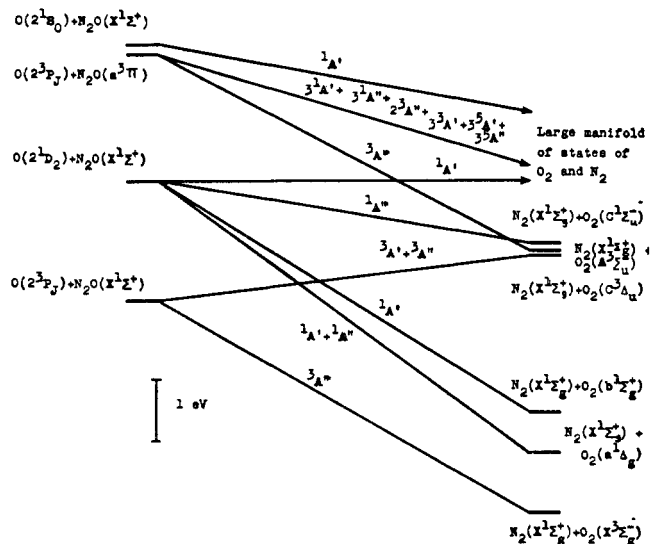 O(2¹S₀)+N₂O(X¹Σ⁺)
O(2³P_J)+N₂O(a³Π)
¹A'
3¹A'+ 3¹A"+ 2³A"+ 3³A'+3⁵A'+
3⁵A"
Large manifold
of states of
O₂ and N₂
³A"
O(2¹D₂)+N₂O(X¹Σ⁺)
¹A'
¹A"
N₂(X¹Σg⁺)+O₂(C¹Σu⁻)
N₂(X¹Σg⁺) +
O₂(A³Σu⁺)
³A'+³A"
N₂(X¹Σg⁺)+O₂(C³Δu)
O(2³P_J)+N₂O(X¹Σ⁺)
¹A'
¹A'+¹A"
³A"
1 eV
N₂(X¹Σg⁺)+O₂(b¹Σg⁺)
N₂(X¹Σg⁺) +
O₂(a¹Δg)
N₂(X¹Σg⁺)+O₂(X³Σg⁻)